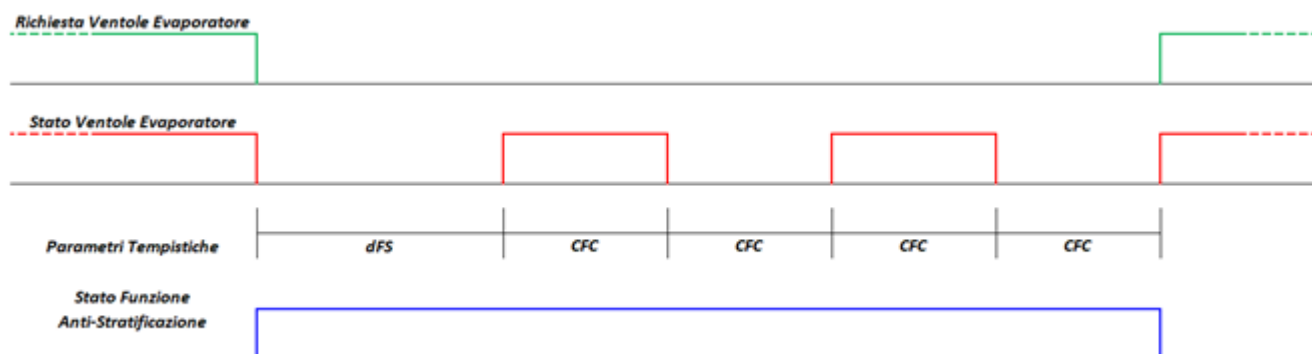 Richiesta Ventole Evaporatore
Stato Ventole Evaporatore
Parametri Tempistiche dFS CFC CFC CFC CFC
Stato Funzione
Anti-Stratificazione